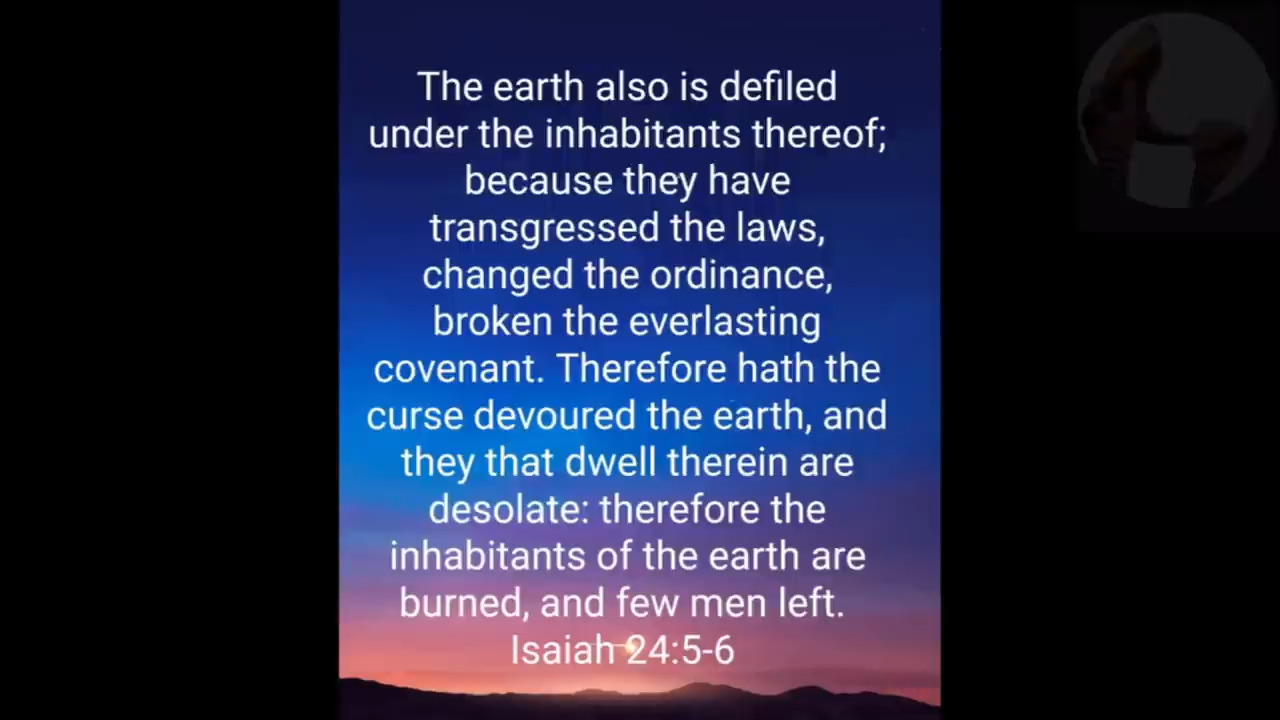 The earth also is defiled
under the inhabitants thereof;
because they have
transgressed the laws,
changed the ordinance,
broken the everlasting
covenant. Therefore hath the
curse devoured the earth, and
they that dwell therein are
desolate: therefore the
inhabitants of the earth are
burned, and few men left.
Isaiah 24:5-6